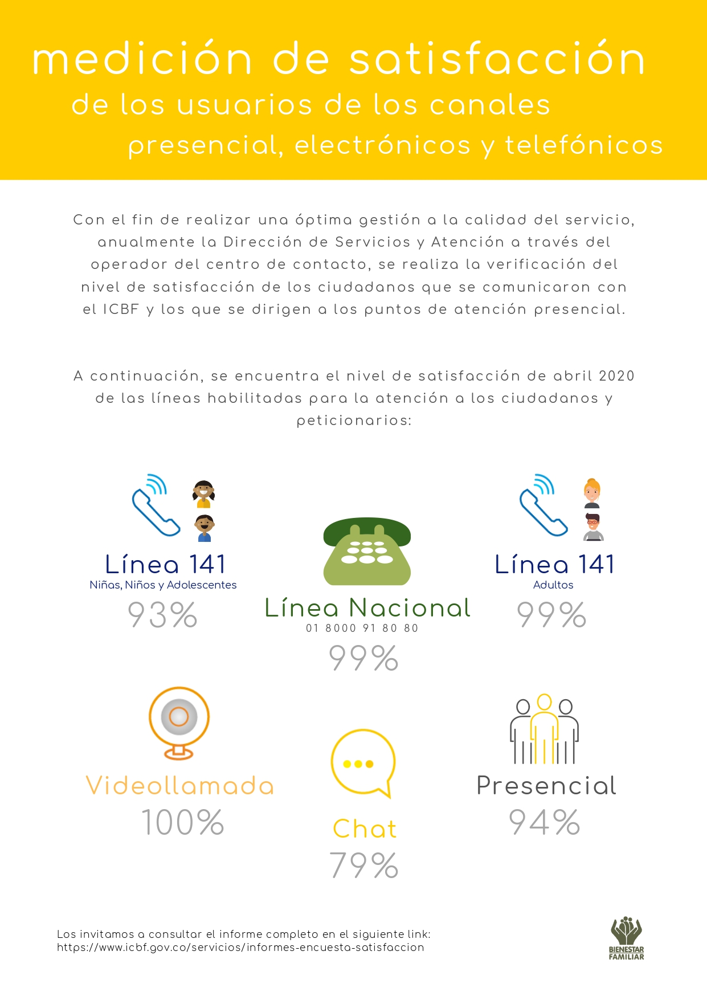 medición de satisfacción
de los usuarios de los canales
presencial, electrónicos y telefónicos
Con el fin de realizar una óptima gestión a la calidad del servicio,
anualmente la Dirección de Servicios y Atención a través del
operador del centro de contacto, se realiza la verificación del
nivel de satisfacción de los ciudadanos que se comunicaron con
el ICBF y los que se dirigen a los puntos de atención presencial.
A continuación, se encuentra el nivel de satisfacción de abril 2020
de las líneas habilitadas para la atención a los ciudadanos y
peticionarios:
Línea 141
Niñas, Niños y Adolescentes
93%
Línea Nacional
01 8000 91 80 80
99%
Línea 141
Adultos
99%
Videollamada
100%
Chat
79%
Presencial
94%
Los invitamos a consultar el informe completo en el siguiente link:
https://www.icbf.gov.co/servicios/informes-encuesta-satisfaccion
BIENESTAR
FAMILIAR